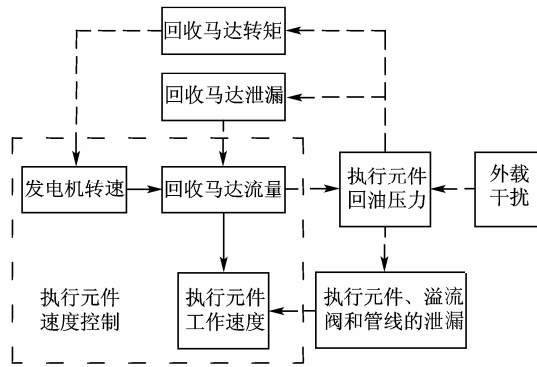 回收马达转矩
回收马达泄漏
发电机转速
回收马达流量
执行元件
回油压力
外载
干扰
执行元件
速度控制
执行元件
工作速度
执行元件、溢流
阀和管线的泄漏